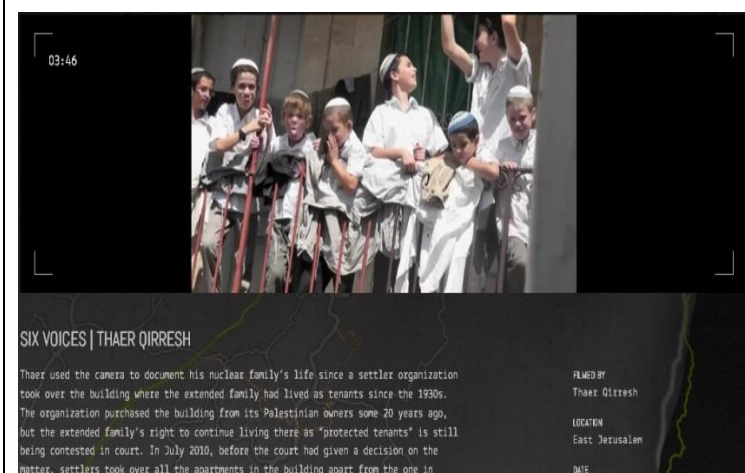 03:46
SIX VOICES | THAER QIRRESH
Thaer used the camera to document his nuclear family's life since a settler organization
took over the building where the extended family had lived as tenants since the 1930s.
The organization purchased the building from its Palestinian owners some 20 years ago,
but the extended family's right to continue living there as "protected tenants" is still
being contested in court. In July 2010, before the court had given a decision on the
matter, settlers took over all the apartments in the building apart from the one in
FILMED BY
Thaer Qirresh
LOCATION
East Jerusalem
DATE